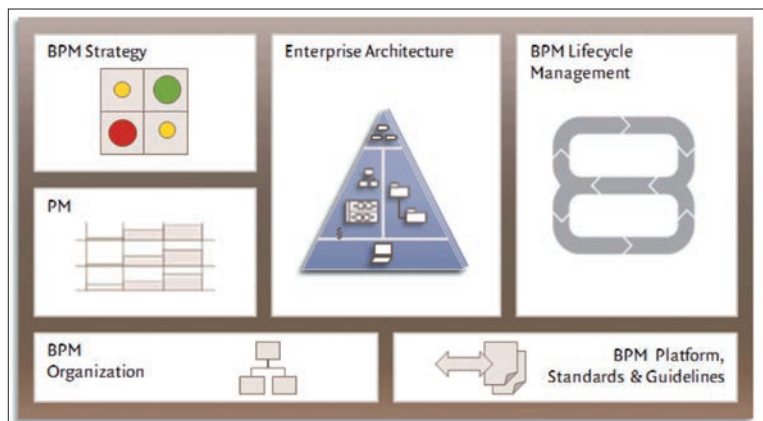 BPM Strategy
Enterprise Architecture
BPM Lifecycle
Management
PM
BPM
Organization
BPM Platform,
Standards & Guidelines